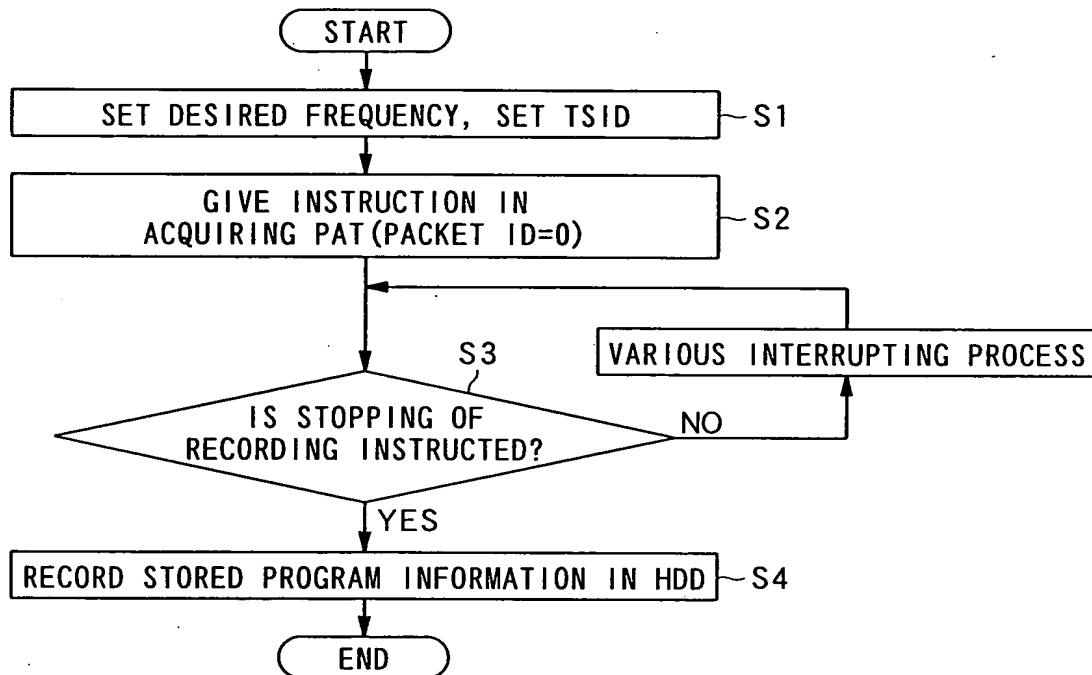 START
SET DESIRED FREQUENCY, SET TSID
S1
GIVE INSTRUCTION IN
ACQUIRING PAT(PACKET ID=0)
S2
VARIOUS INTERRUPTING PROCESS
S3
IS STOPPING OF
RECORDING INSTRUCTED?
NO
YES
RECORD STORED PROGRAM INFORMATION IN HDD
S4
END